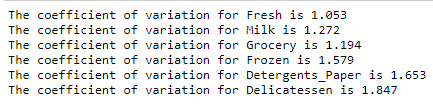 The coefficient of variation for Fresh is 1.053
The coefficient of variation for Milk is 1.272
The coefficient of variation for Grocery is 1.194
The coefficient of variation for Frozen is 1.579
The coefficient of variation for Detergents_Paper is 1.653
The coefficient of variation for Delicatessen is 1.847